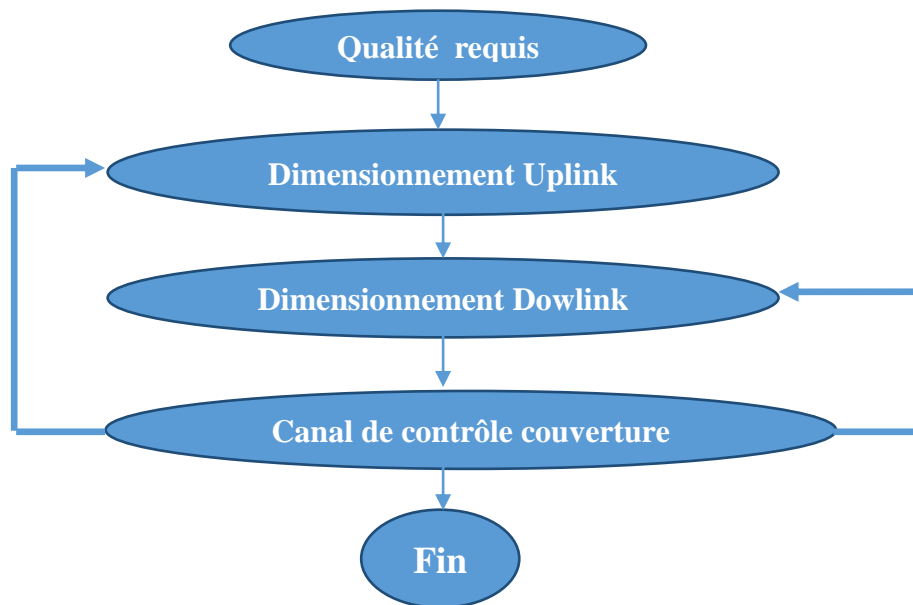 Qualité requis
Dimensionnement Uplink
Dimensionnement Dowlink
Canal de contrôle couverture
Fin